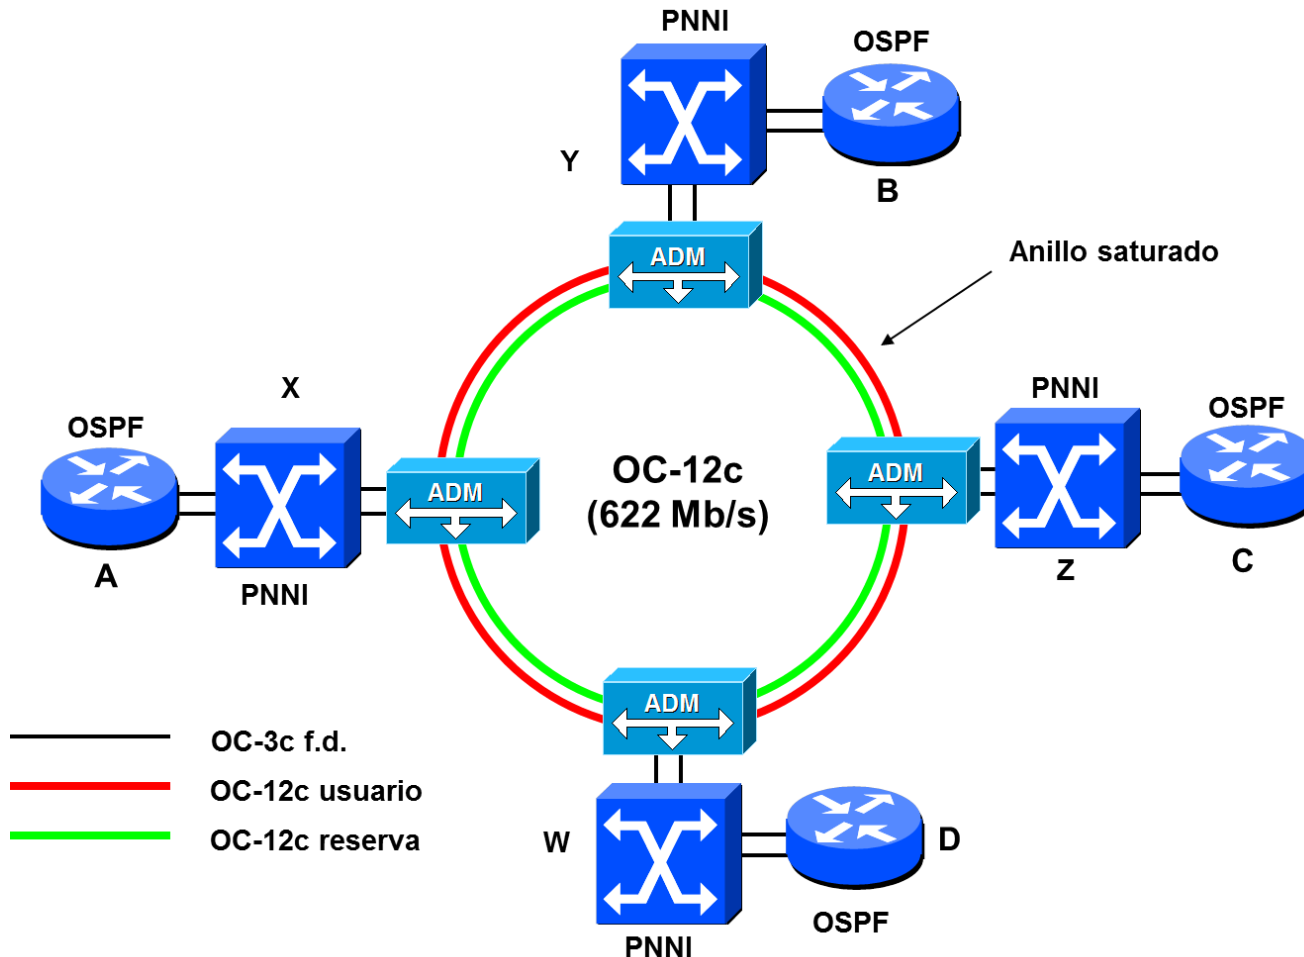 PNNI
OSPF
Y
B
ADM
Anillo saturado
X
PNNI
OSPF
OSPF
ADM
OC-12c
(622 Mb/s)
ADM
A
PNNI
Z
C
ADM
OC-3c f.d.
OC-12c usuario
OC-12c reserva
W
D
OSPF
PNNI